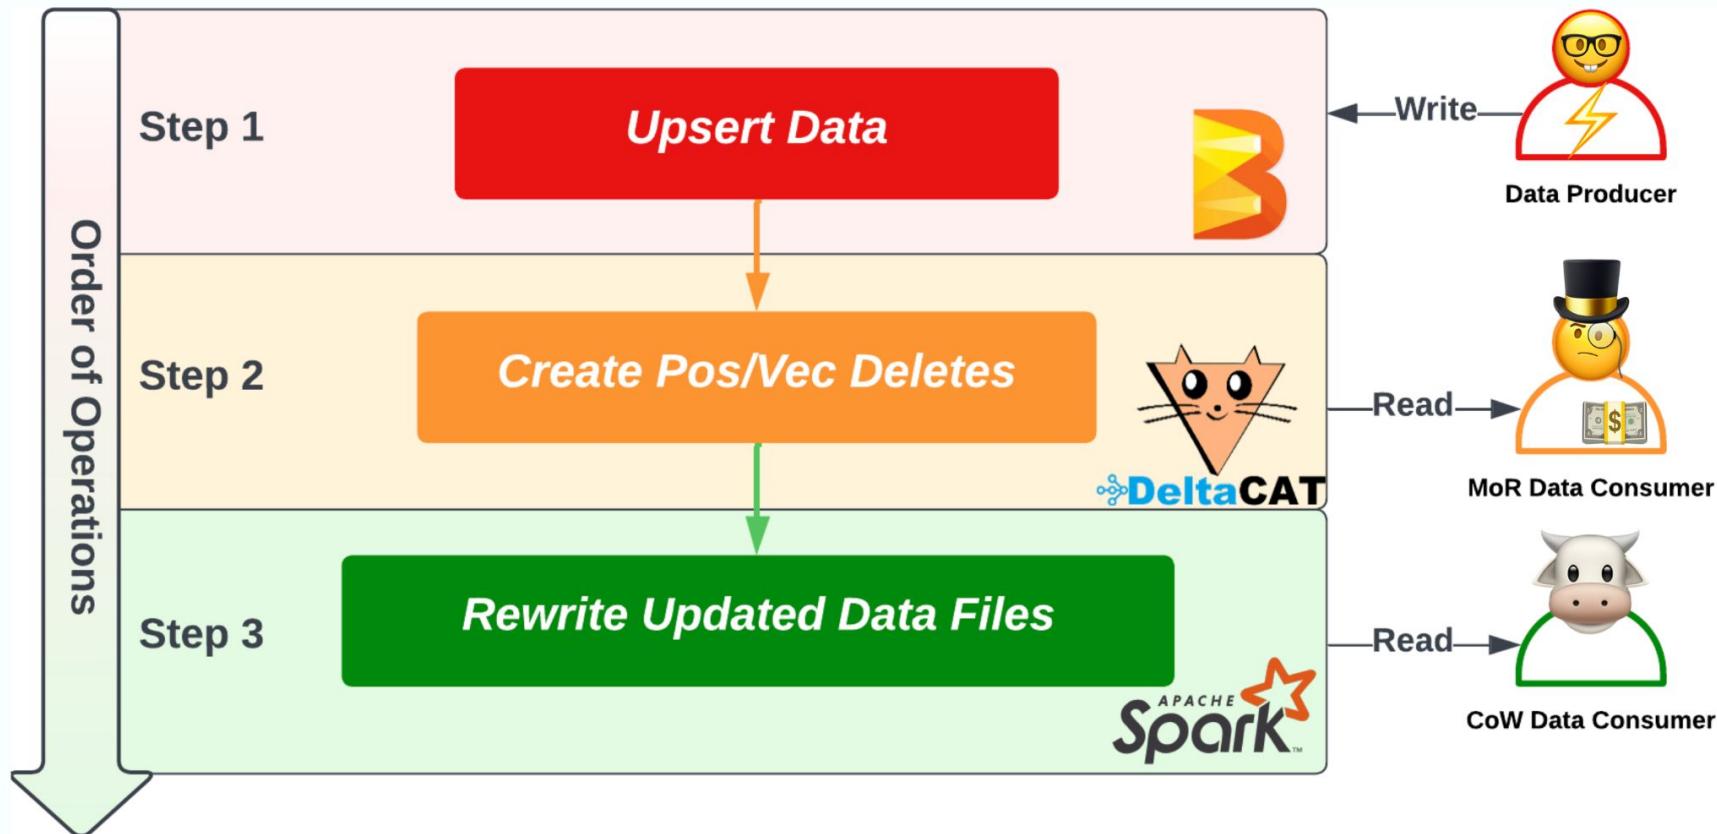 Order of Operations
Step 1
Upsert Data
Write
Data Producer
Step 2
Create Pos/Vec Deletes
DeltaCAT
Read
$
MoR Data Consumer
Step 3
Rewrite Updated Data Files
APACHE
Spark™
Read
CoW Data Consumer